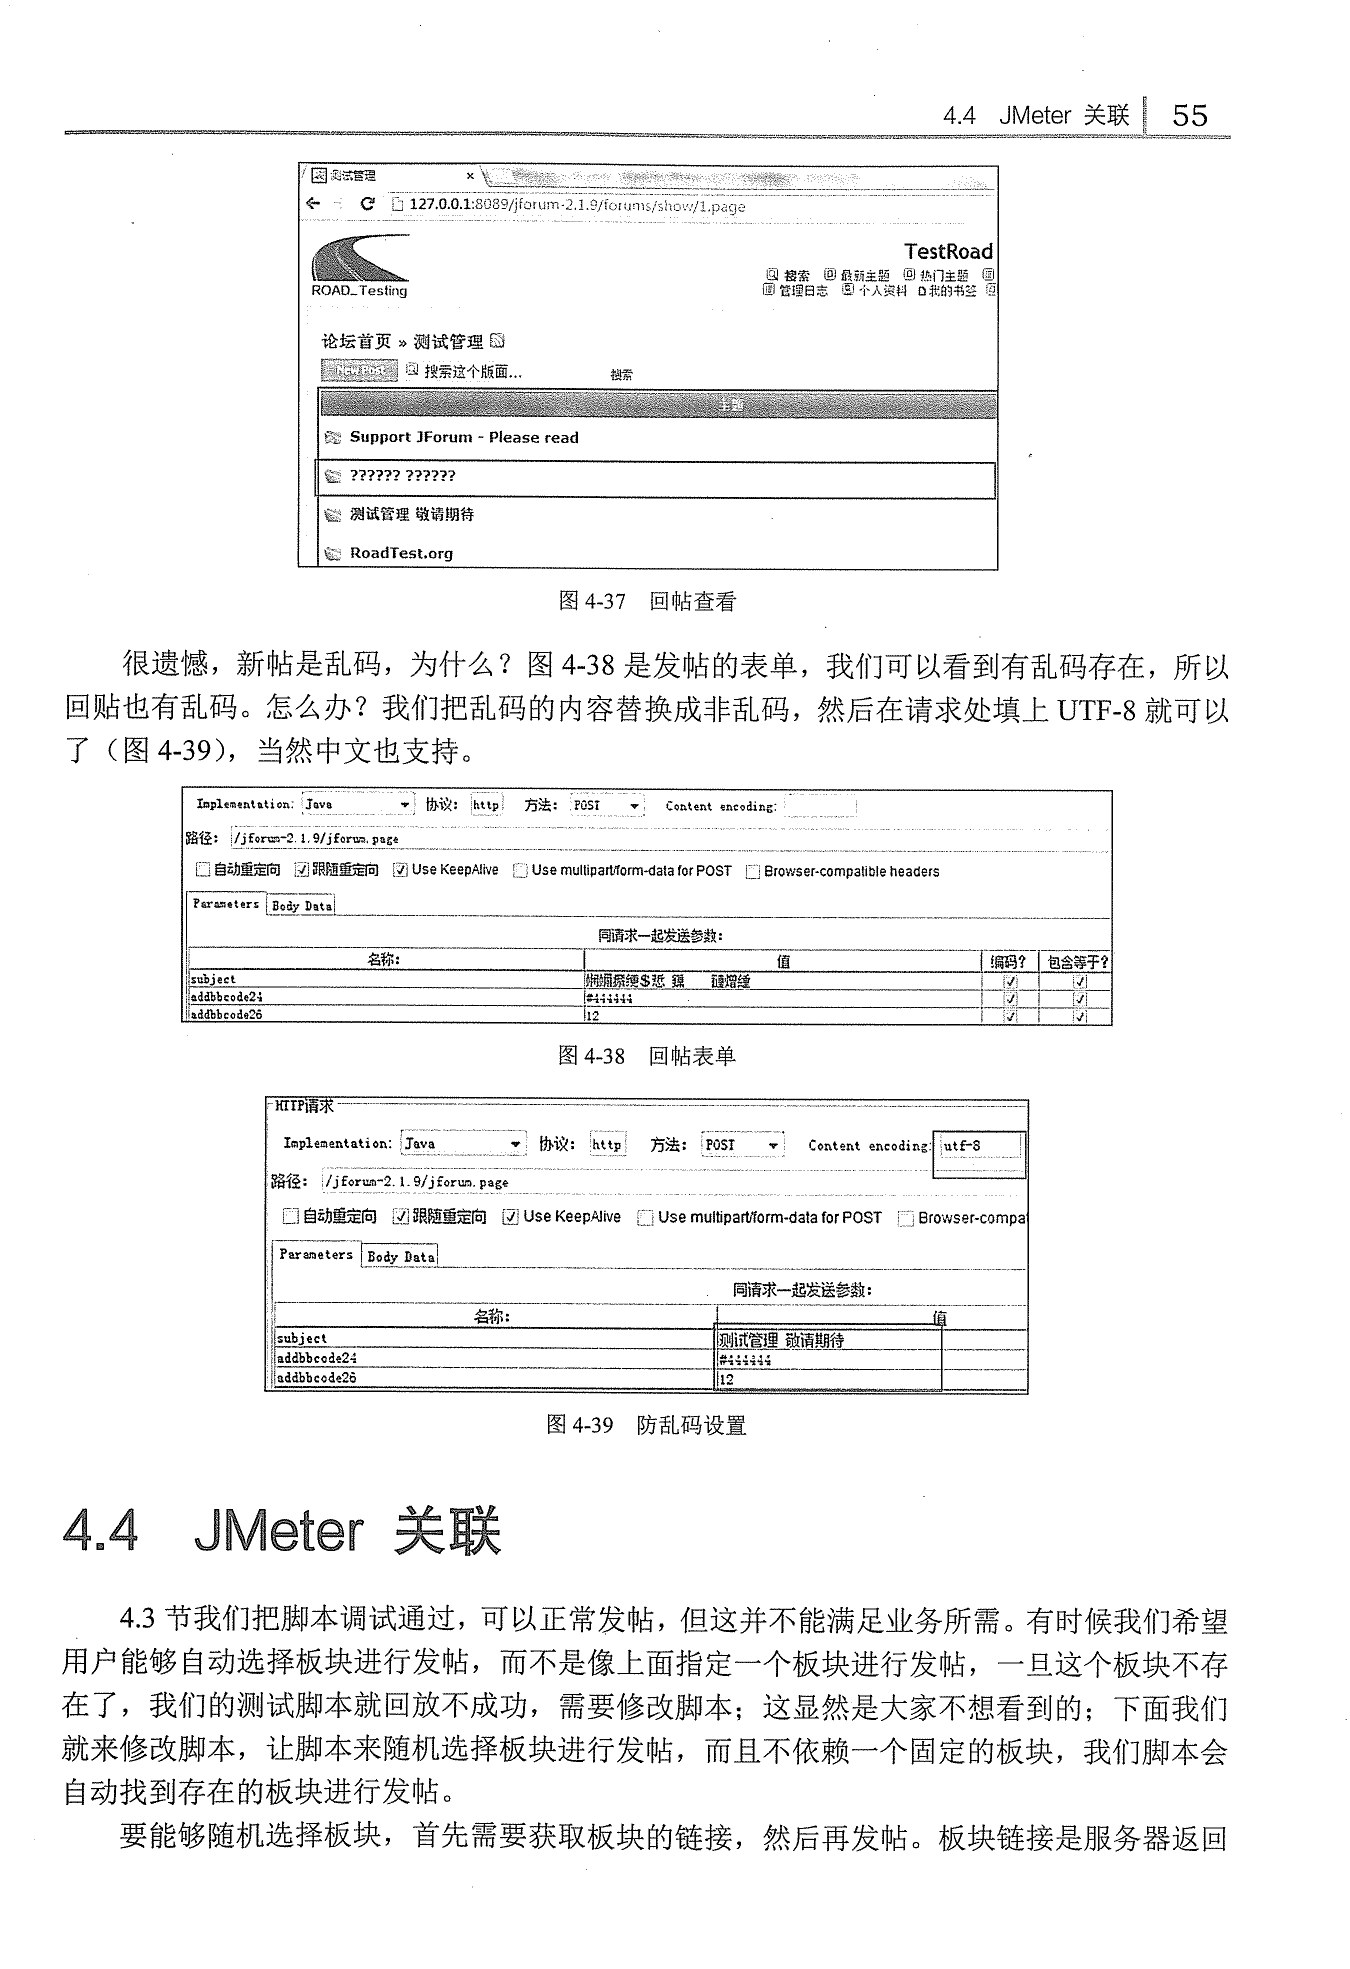 4.4 JMeter 关联 55
测试管理 ×
127.0.0.1:8089/jforum-2.1.9/forums/show/1.page
TestRoad
搜索 最新主题 热门主题
ROAD_Testing
管理日志 个人资料 我的书签
论坛首页 » 测试管理
New Post 搜索这个版面... 搜索
主题
Support JForum - Please read
?????? ??????
测试管理 敬请期待
RoadTest.org
图 4-37 回帖查看
很遗憾，新帖是乱码，为什么？图 4-38 是发帖的表单，我们可以看到有乱码存在，所以
回贴也有乱码。怎么办？我们把乱码的内容替换成非乱码，然后在请求处填上 UTF-8 就可以
了（图 4-39），当然中文也支持。
Implementation: Java 协议: http 方法: POST Content encoding:
路径: /jforum-2.1.9/jforum.page
自动重定向 跟随重定向 Use KeepAlive Use multipart/form-data for POST Browser-compatible headers
Parameters Body Data
同请求一起发送参数:
名称: 值 编码? 包含等于?
subject
addbbcode24 #444444
addbbcode26 12
图 4-38 回帖表单
HTTP请求
Implementation: Java 协议: http 方法: POST Content encoding: utf-8
路径: /jforum-2.1.9/jforum.page
自动重定向 跟随重定向 Use KeepAlive Use multipart/form-data for POST Browser-compa
Parameters Body Data
同请求一起发送参数:
名称: 值
subject 测试管理 敬请期待
addbbcode24 #444444
addbbcode26 12
图 4-39 防乱码设置
4.4 JMeter 关联
4.3 节我们把脚本调试通过，可以正常发帖，但这并不能满足业务所需。有时候我们希望
用户能够自动选择板块进行发帖，而不是像上面指定一个板块进行发帖，一旦这个板块不存
在了，我们的测试脚本就回放不成功，需要修改脚本；这显然是大家不想看到的；下面我们
就来修改脚本，让脚本来随机选择板块进行发帖，而且不依赖一个固定的板块，我们脚本会
自动找到存在的板块进行发帖。
要能够随机选择板块，首先需要获取板块的链接，然后再发帖。板块链接是服务器返回